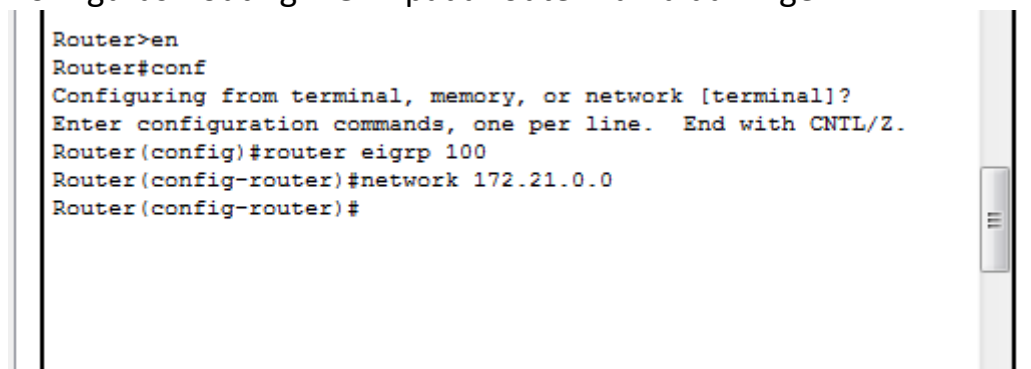 Router>en
Router#conf
Configuring from terminal, memory, or network [terminal]?
Enter configuration commands, one per line.  End with CNTL/Z.
Router(config)#router eigrp 100
Router(config-router)#network 172.21.0.0
Router(config-router)#